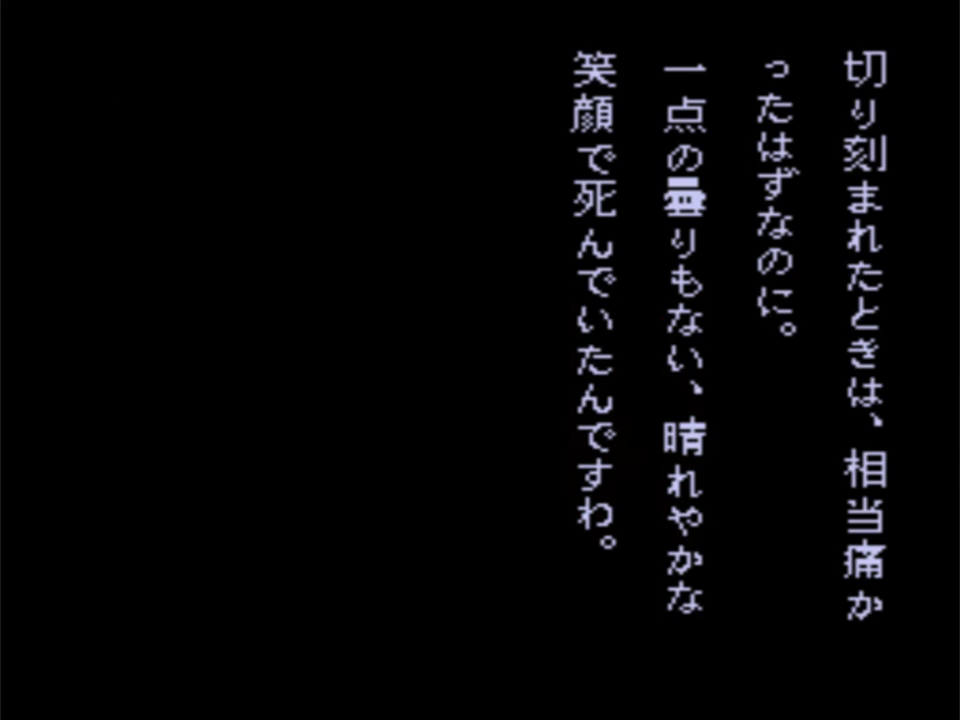 切り刻まれたときは、相当痛か
ったはずなのに。
一点の曇りもない、晴れやかな
笑顔で死んでいたんですわ。